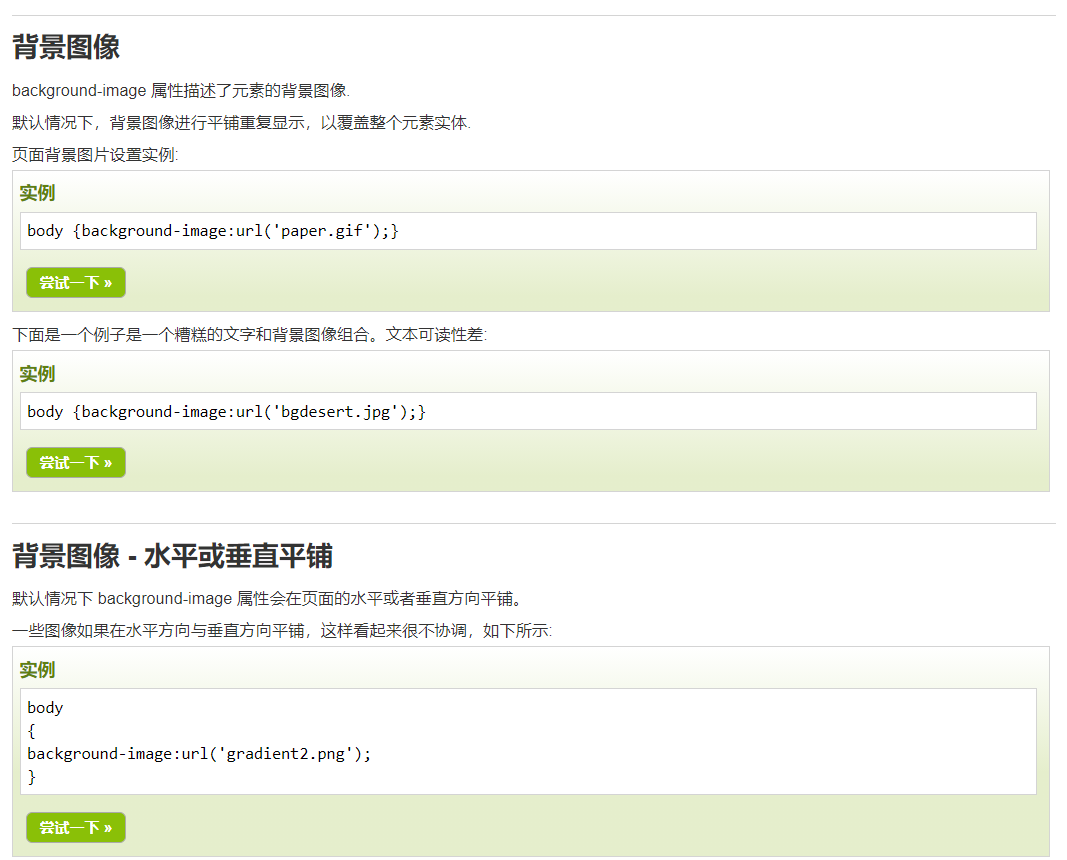 背景图像
background-image 属性描述了元素的背景图像.
默认情况下，背景图像进行平铺重复显示，以覆盖整个元素实体.
页面背景图片设置实例:
实例
body {background-image:url('paper.gif');}
尝试一下 »
下面是一个例子是一个糟糕的文字和背景图像组合。文本可读性差:
实例
body {background-image:url('bgdesert.jpg');}
尝试一下 »
背景图像 - 水平或垂直平铺
默认情况下 background-image 属性会在页面的水平或者垂直方向平铺。
一些图像如果在水平方向与垂直方向平铺，这样看起来很不协调，如下所示:
实例
body
{
background-image:url('gradient2.png');
}
尝试一下 »